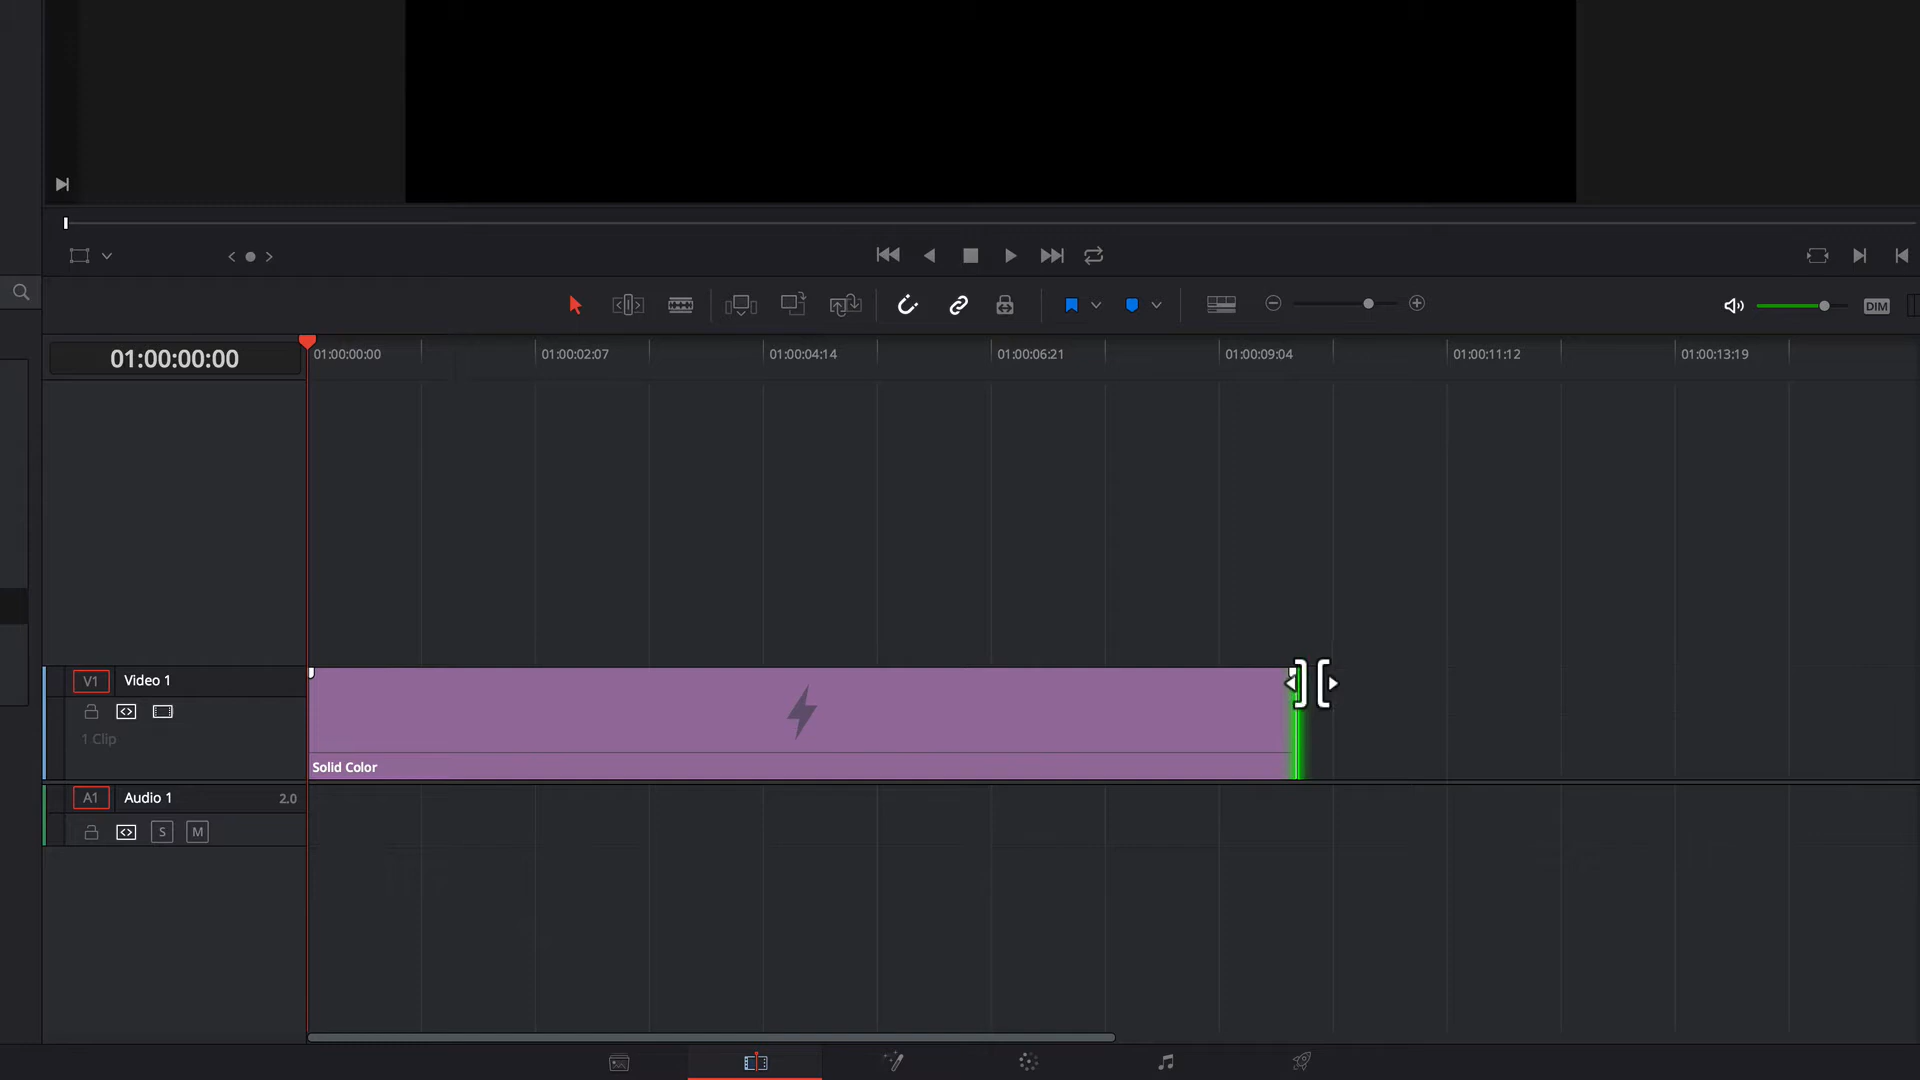 DIM
01:00:00:00
01:00:00:00
01:00:02:07
01:00:04:14
01:00:06:21
01:00:09:04
01:00:11:12
01:00:13:19
V1 Video 1
1 Clip
Solid Color
A1 Audio 1 2.0
S M